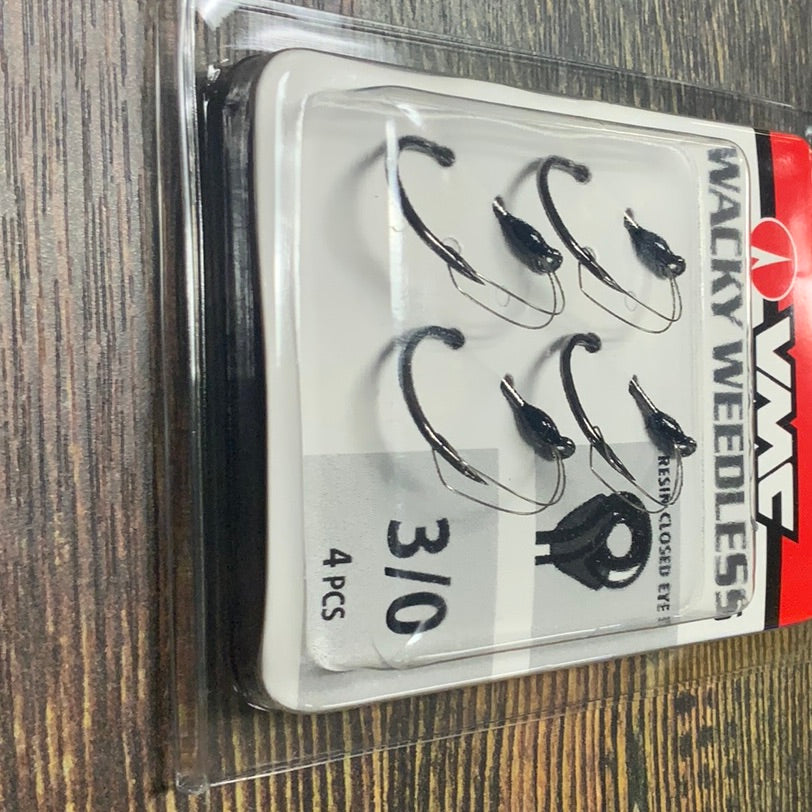 VMC
WACKY WEEDLESS
RESIN CLOSED EYE
3/0
4 PCS